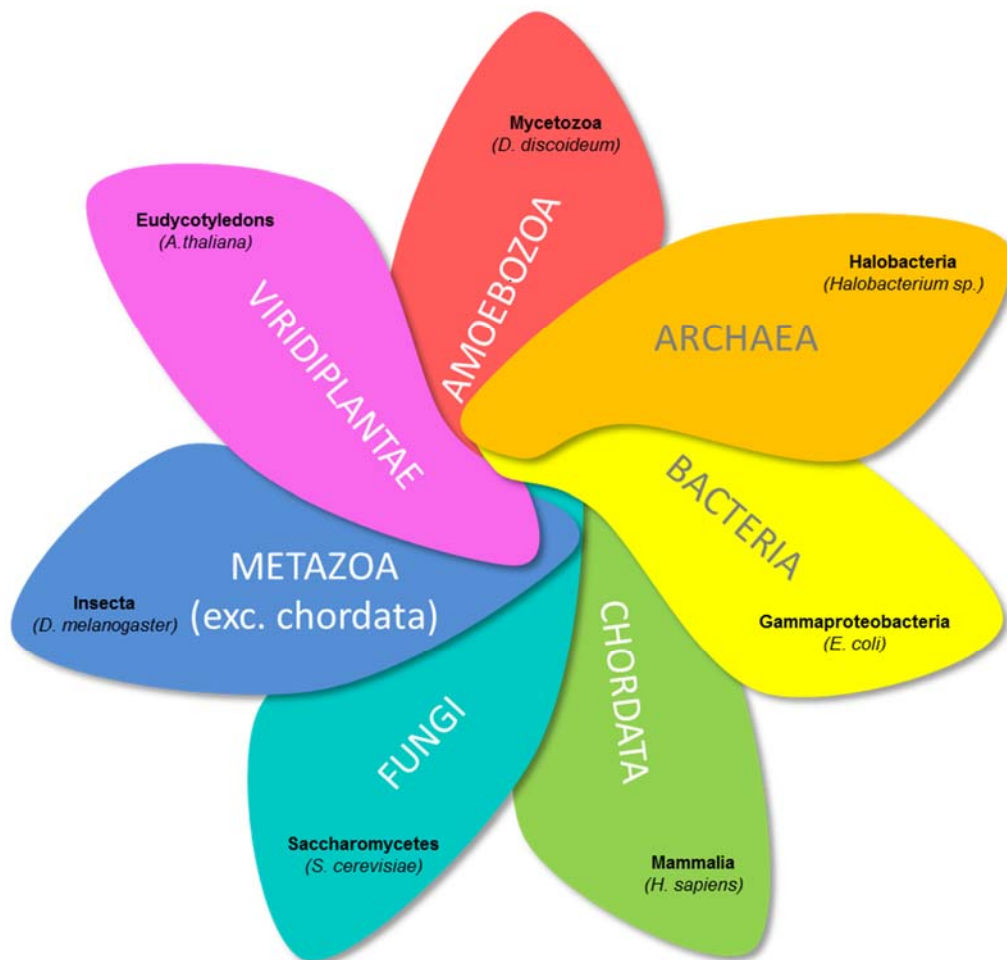 Mycetozoa
(D. discoideum)
AMOEBOZOA
Halobacteria
(Halobacterium sp.)
ARCHAEA
BACTERIA
Gammaproteobacteria
(E. coli)
CHORDATA
Mammalia
(H. sapiens)
FUNGI
Saccharomycetes
(S. cerevisiae)
METAZOA
(exc. chordata)
Insecta
(D. melanogaster)
Eudycotyledons
(A.thaliana)
VIRIDIPLANTAE